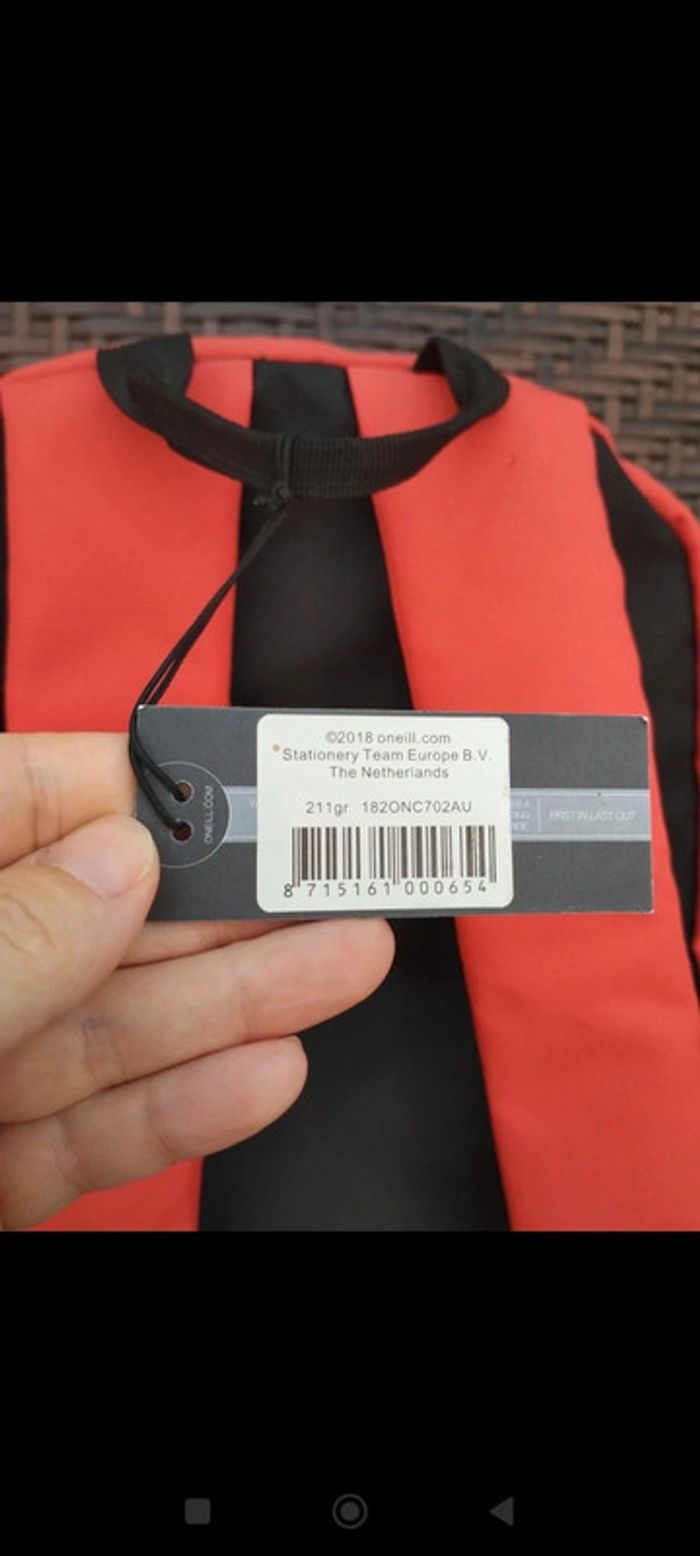 ©2018 oneill.com
Stationery Team Europe B.V.
The Netherlands
211gr 182ONC702AU
8 715161 000654
ONEILL.COM
FIRST IN LAST OUT